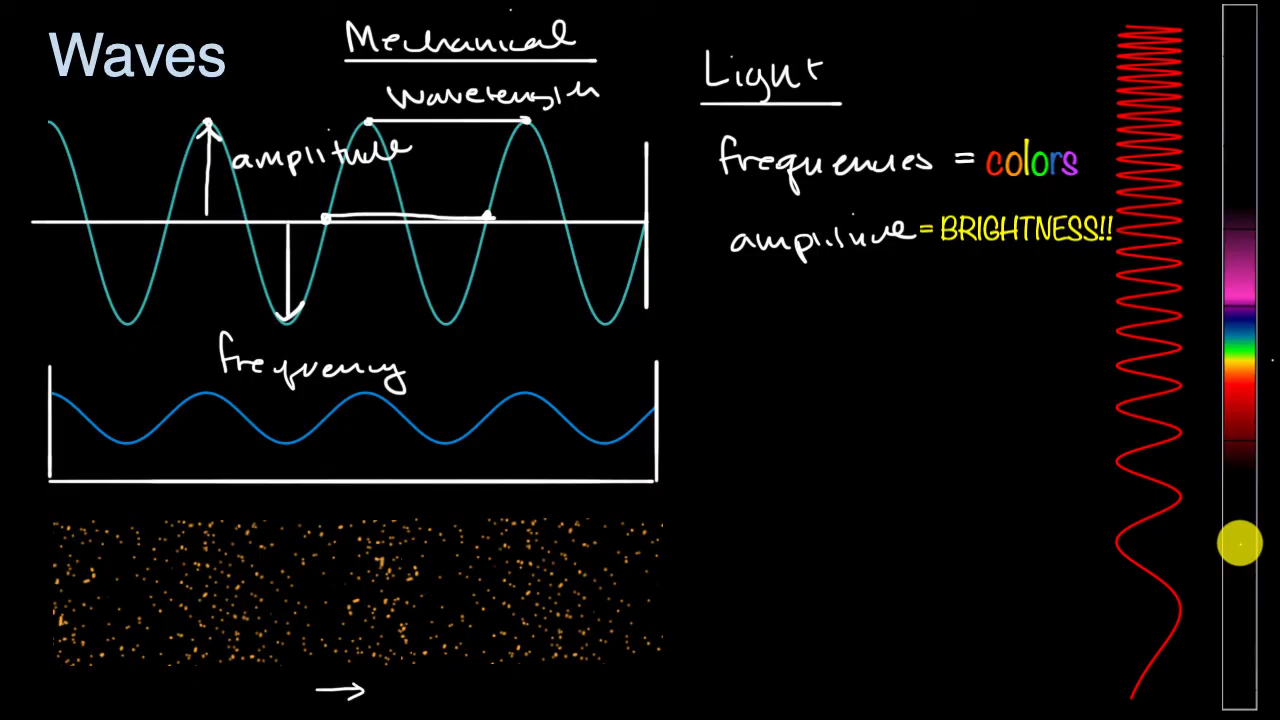 Waves
Mechanical
wavelength
amplitude
frequency
Light
frequencies = colors
amplitude = BRIGHTNESS!!